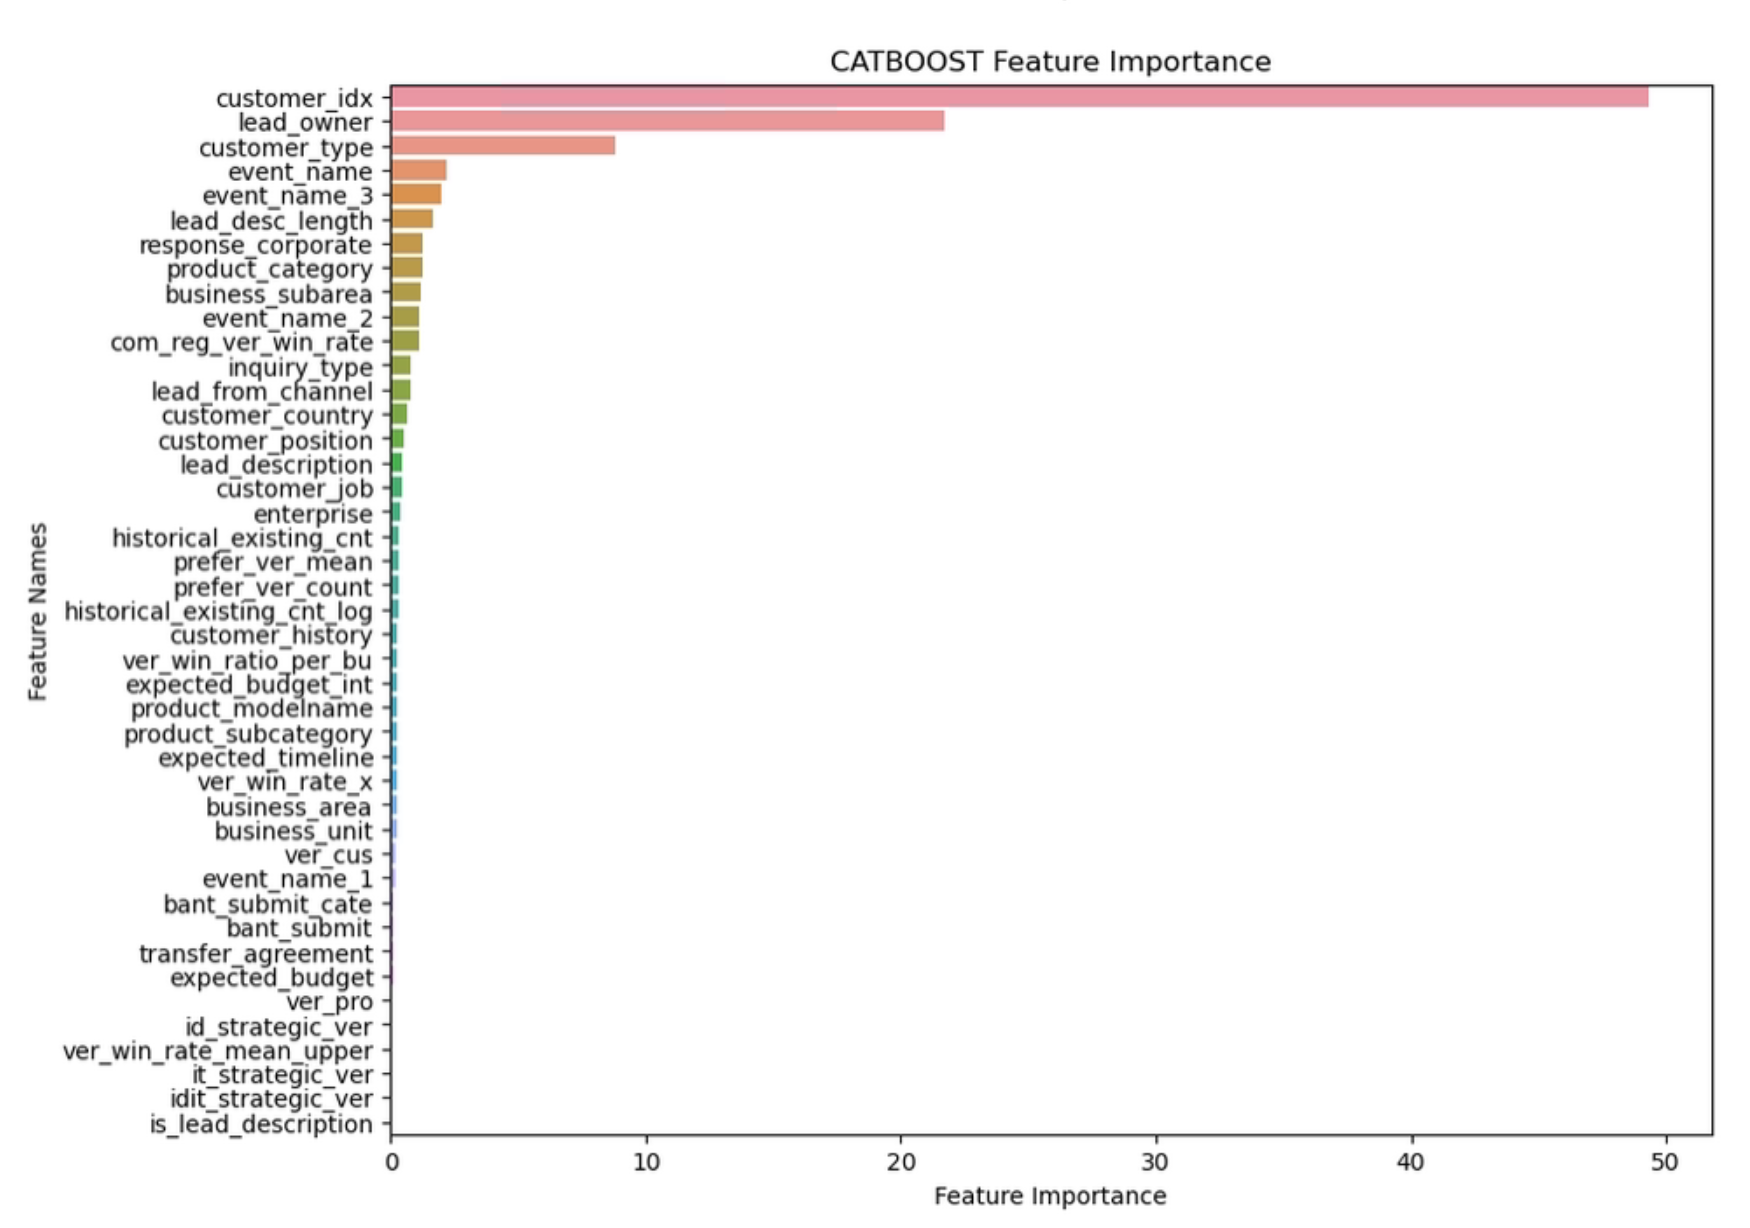 CATBOOST Feature Importance
customer_idx
lead_owner
customer_type
event_name
event_name_3
lead_desc_length
response_corporate
product_category
business_subarea
event_name_2
com_reg_ver_win_rate
inquiry_type
lead_from_channel
customer_country
customer_position
lead_description
customer_job
enterprise
historical_existing_cnt
prefer_ver_mean
prefer_ver_count
historical_existing_cnt_log
customer_history
ver_win_ratio_per_bu
expected_budget_int
product_modelname
product_subcategory
expected_timeline
ver_win_rate_x
business_area
business_unit
ver_cus
event_name_1
bant_submit_cate
bant_submit
transfer_agreement
expected_budget
ver_pro
id_strategic_ver
ver_win_rate_mean_upper
it_strategic_ver
idit_strategic_ver
is_lead_description
Feature Names
0 10 20 30 40 50
Feature Importance